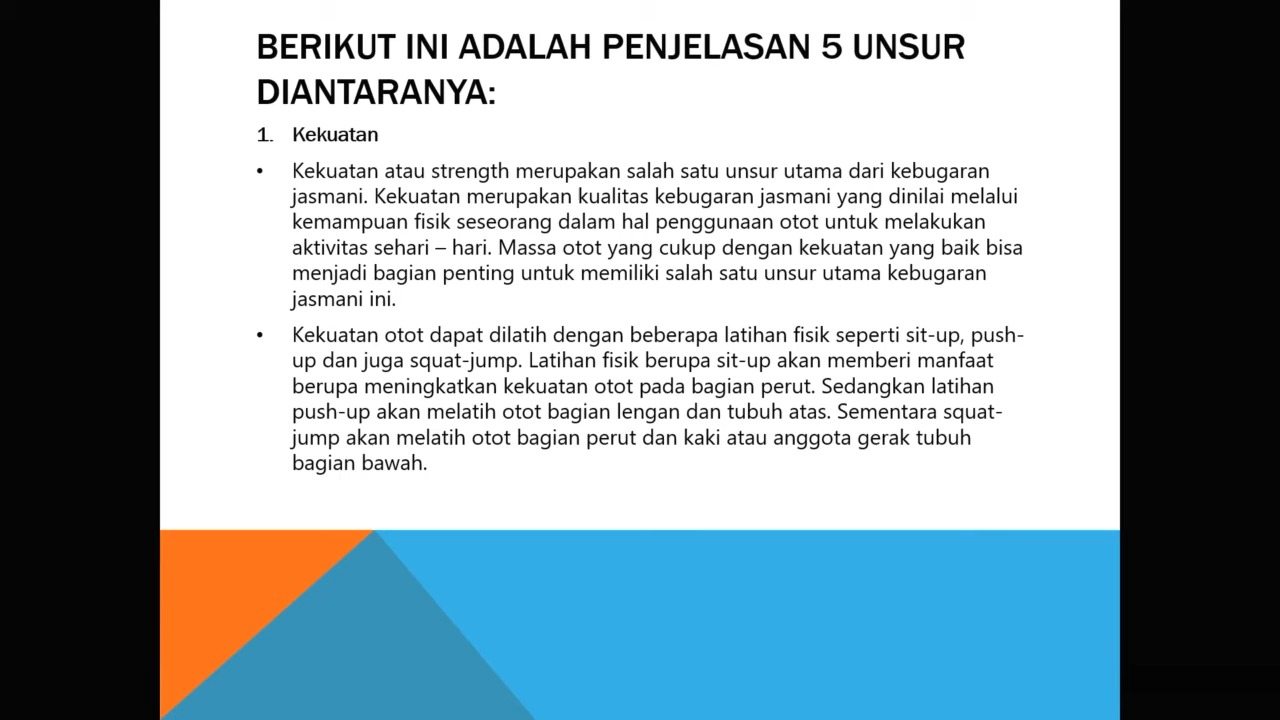 BERIKUT INI ADALAH PENJELASAN 5 UNSUR
DIANTARANYA:
1. Kekuatan
• Kekuatan atau strength merupakan salah satu unsur utama dari kebugaran
jasmani. Kekuatan merupakan kualitas kebugaran jasmani yang dinilai melalui
kemampuan fisik seseorang dalam hal penggunaan otot untuk melakukan
aktivitas sehari – hari. Massa otot yang cukup dengan kekuatan yang baik bisa
menjadi bagian penting untuk memiliki salah satu unsur utama kebugaran
jasmani ini.
• Kekuatan otot dapat dilatih dengan beberapa latihan fisik seperti sit-up, push-
up dan juga squat-jump. Latihan fisik berupa sit-up akan memberi manfaat
berupa meningkatkan kekuatan otot pada bagian perut. Sedangkan latihan
push-up akan melatih otot bagian lengan dan tubuh atas. Sementara squat-
jump akan melatih otot bagian perut dan kaki atau anggota gerak tubuh
bagian bawah.